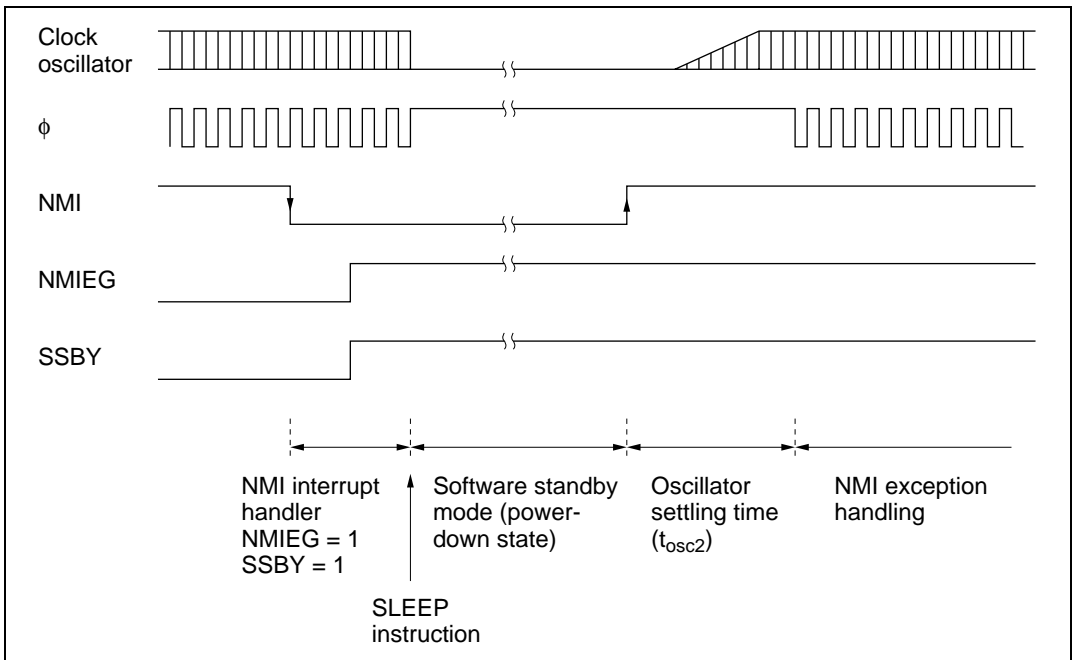 Clock
oscillator
ϕ
NMI
NMIEG
SSBY
NMI interrupt
handler
NMIEG = 1
SSBY = 1
SLEEP
instruction
Software standby
mode (power-
down state)
Oscillator
settling time
(tosc2)
NMI exception
handling